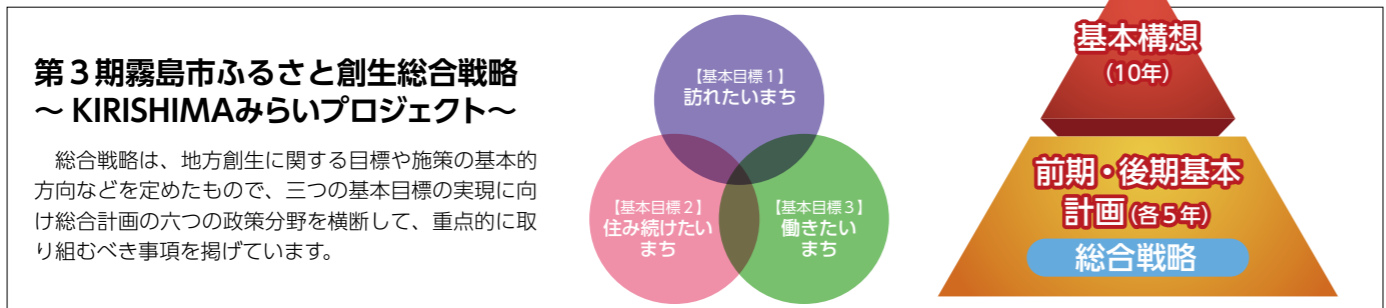 第３期霧島市ふるさと創生総合戦略
～ KIRISHIMAみらいプロジェクト～
　総合戦略は、地方創生に関する目標や施策の基本的
方向などを定めたもので、三つの基本目標の実現に向
け総合計画の六つの政策分野を横断して、重点的に取
り組むべき事項を掲げています。
【基本目標１】
訪れたいまち
【基本目標２】
住み続けたい
まち
【基本目標３】
働きたい
まち
基本構想
（10年）
前期・後期基本
計画（各５年）
総合戦略